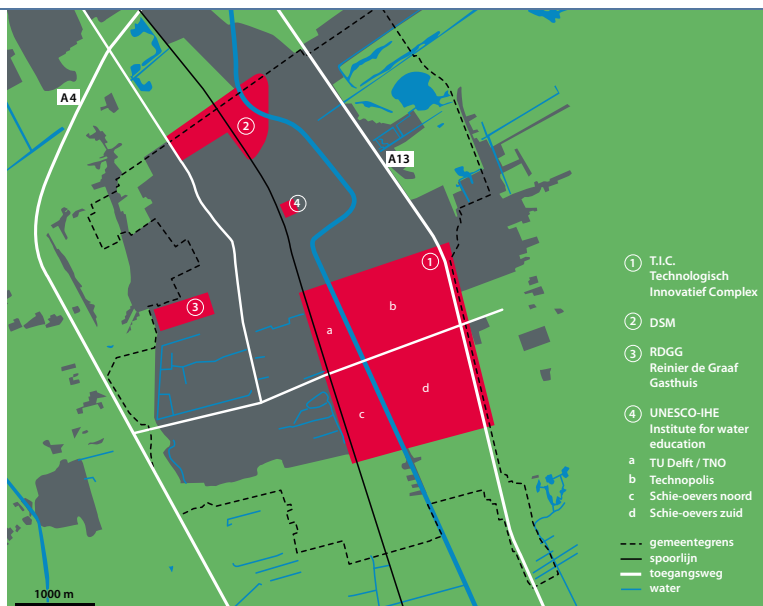 A4
2
A13
4
1
3
b
a
d
c
1 T.I.C.
Technologisch
Innovatief Complex
2 DSM
3 RDGG
Reinier de Graaf
Gasthuis
4 UNESCO-IHE
Institute for water
education
a TU Delft / TNO
b Technopolis
c Schie-oevers noord
d Schie-oevers zuid
gemeentegrens
spoorlijn
toegangsweg
water
1000 m